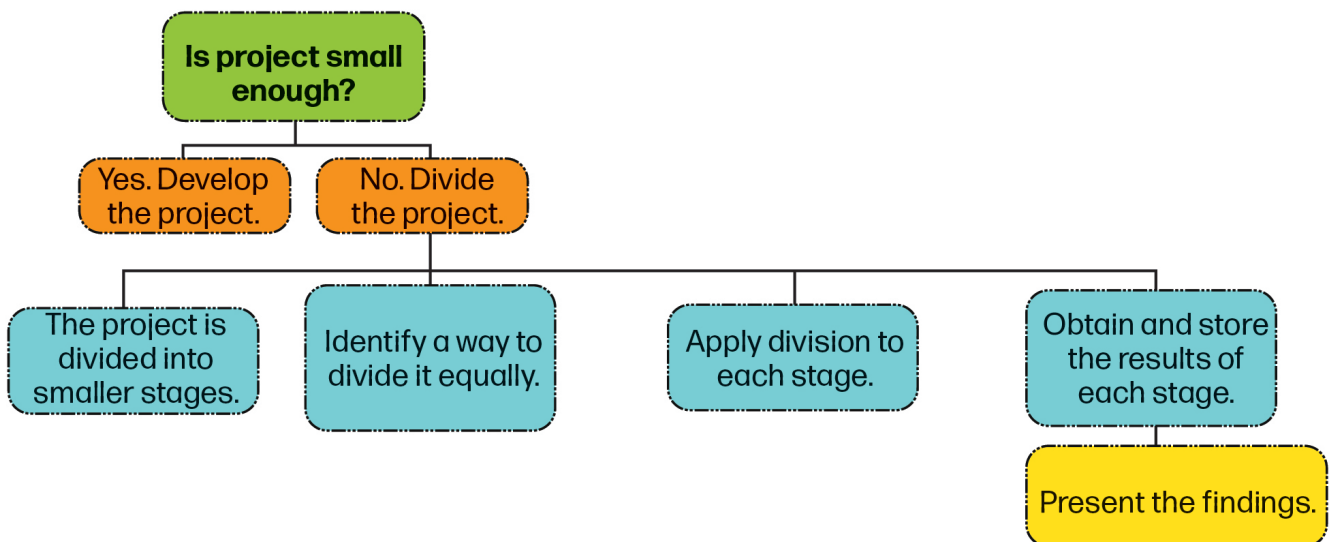 Is project small
enough?
Yes. Develop
the project.
No. Divide
the project.
The project is
divided into
smaller stages.
Identify a way to
divide it equally.
Apply division to
each stage.
Obtain and store
the results of
each stage.
Present the findings.